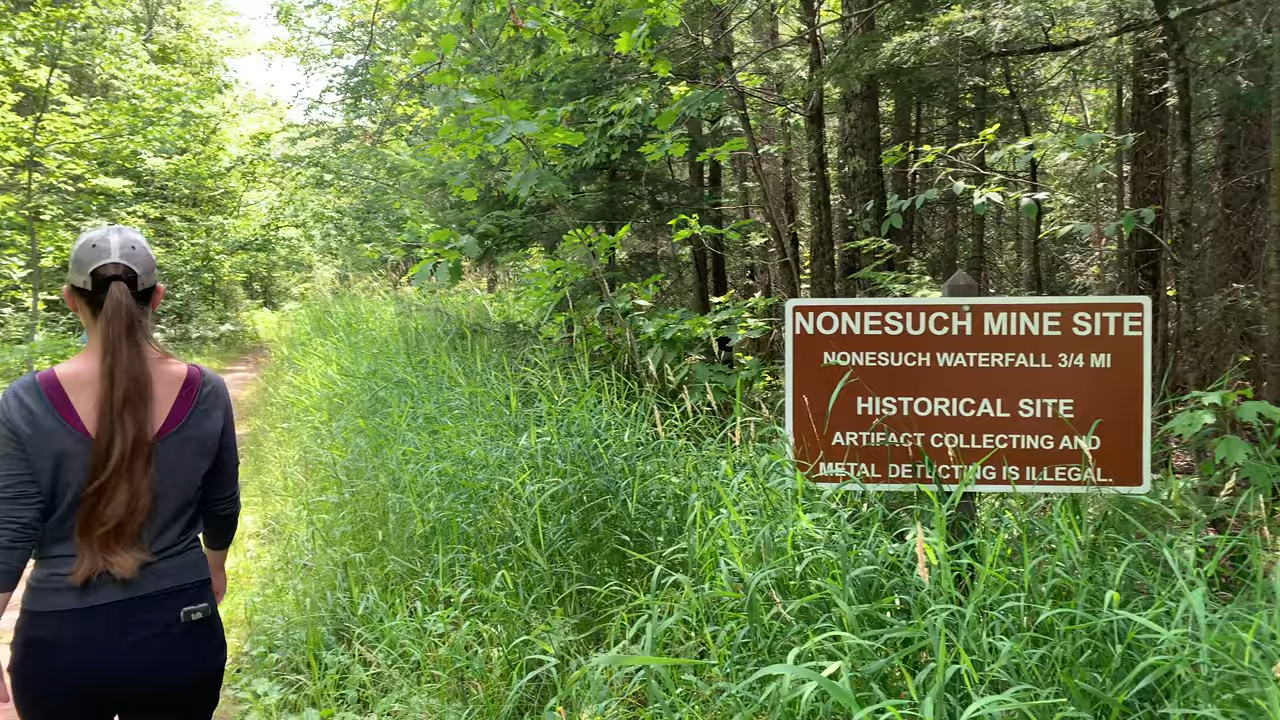 NONESUCH MINE SITE
NONESUCH WATERFALL 3/4 MI
HISTORICAL SITE
ARTIFACT COLLECTING AND
METAL DETECTING IS ILLEGAL.